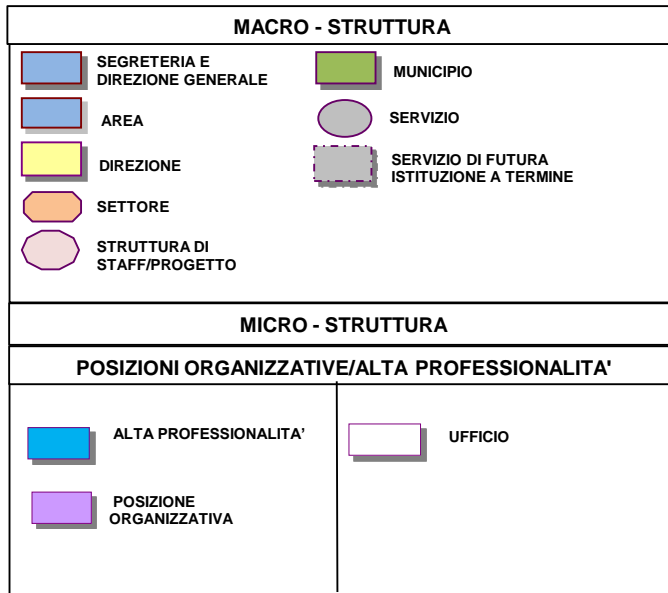 MACRO - STRUTTURA
SEGRETERIA E
DIREZIONE GENERALE
AREA
DIREZIONE
SETTORE
STRUTTURA DI
STAFF/PROGETTO
MUNICIPIO
SERVIZIO
SERVIZIO DI FUTURA
ISTITUZIONE A TERMINE
MICRO - STRUTTURA
POSIZIONI ORGANIZZATIVE/ALTA PROFESSIONALITA'
ALTA PROFESSIONALITA’
POSIZIONE
ORGANIZZATIVA
UFFICIO